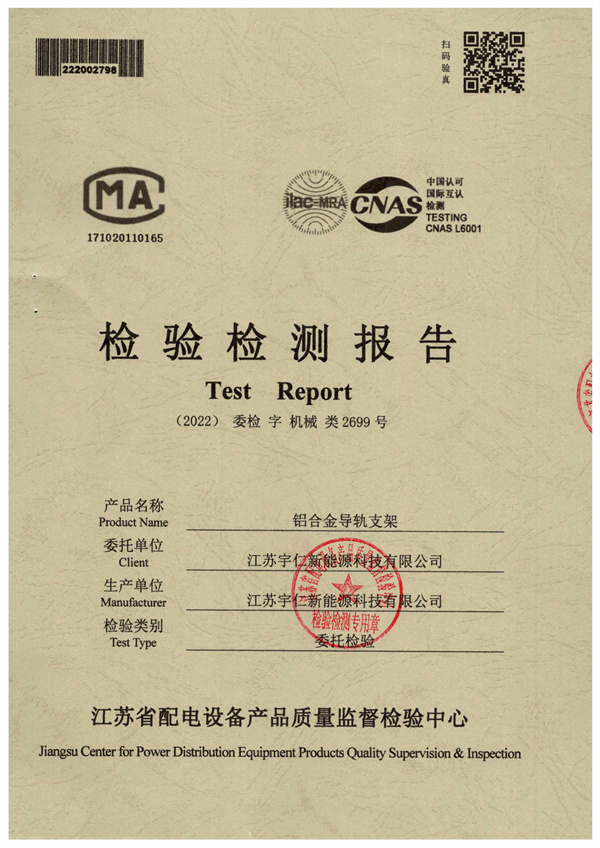 222002798
扫码验真
MA
171020110165
ilac-MRA
CNAS
中国认可
国际互认
检测
TESTING
CNAS L6001
检验检测报告
Test Report
（2022） 委检 字 机械 类2699号
产品名称 铝合金导轨支架
Product Name
委托单位 江苏宇仁新能源科技有限公司
Client
生产单位 江苏宇仁新能源科技有限公司
Manufacturer
检验类别 委托检验
Test Type
检验检测专用章
江苏省配电设备产品质量监督检验中心
Jiangsu Center for Power Distribution Equipment Products Quality Supervision & Inspection